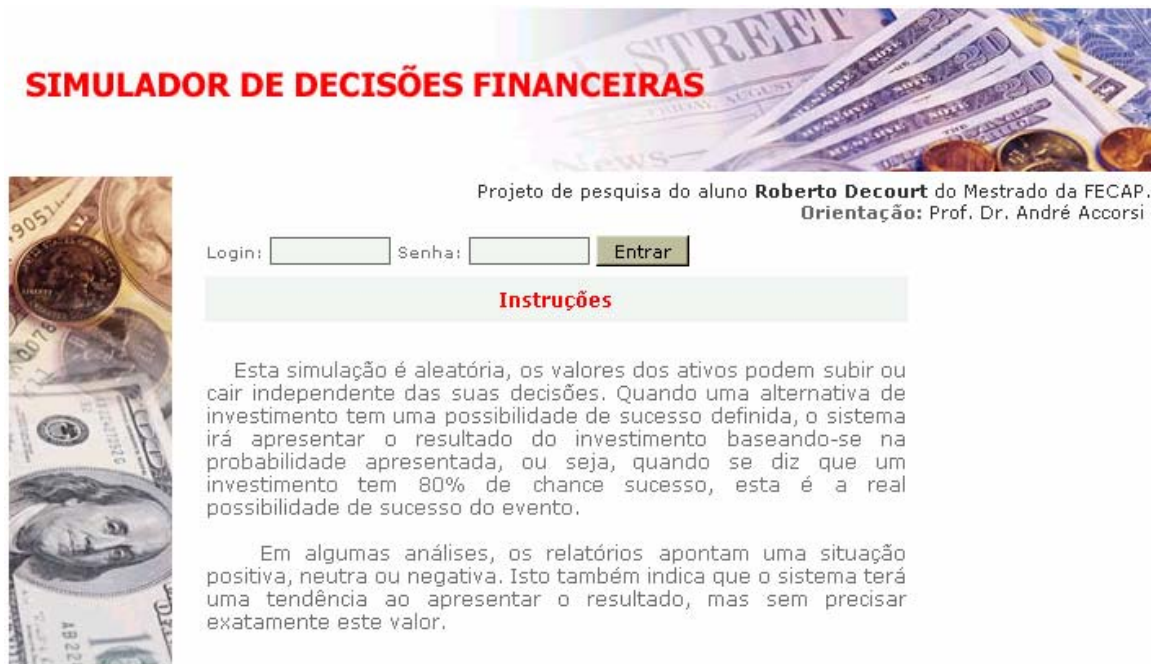 STREET
FRIDAY, AUGUST
News
SIMULADOR DE DECISÕES FINANCEIRAS
Projeto de pesquisa do aluno Roberto Decourt do Mestrado da FECAP.
Orientação: Prof. Dr. André Accorsi
Login: Senha: Entrar
Instruções
Esta simulação é aleatória, os valores dos ativos podem subir ou
cair independente das suas decisões. Quando uma alternativa de
investimento tem uma possibilidade de sucesso definida, o sistema
irá apresentar o resultado do investimento baseando-se na
probabilidade apresentada, ou seja, quando se diz que um
investimento tem 80% de chance sucesso, esta é a real
possibilidade de sucesso do evento.
Em algumas análises, os relatórios apontam uma situação
positiva, neutra ou negativa. Isto também indica que o sistema terá
uma tendência ao apresentar o resultado, mas sem precisar
exatamente este valor.